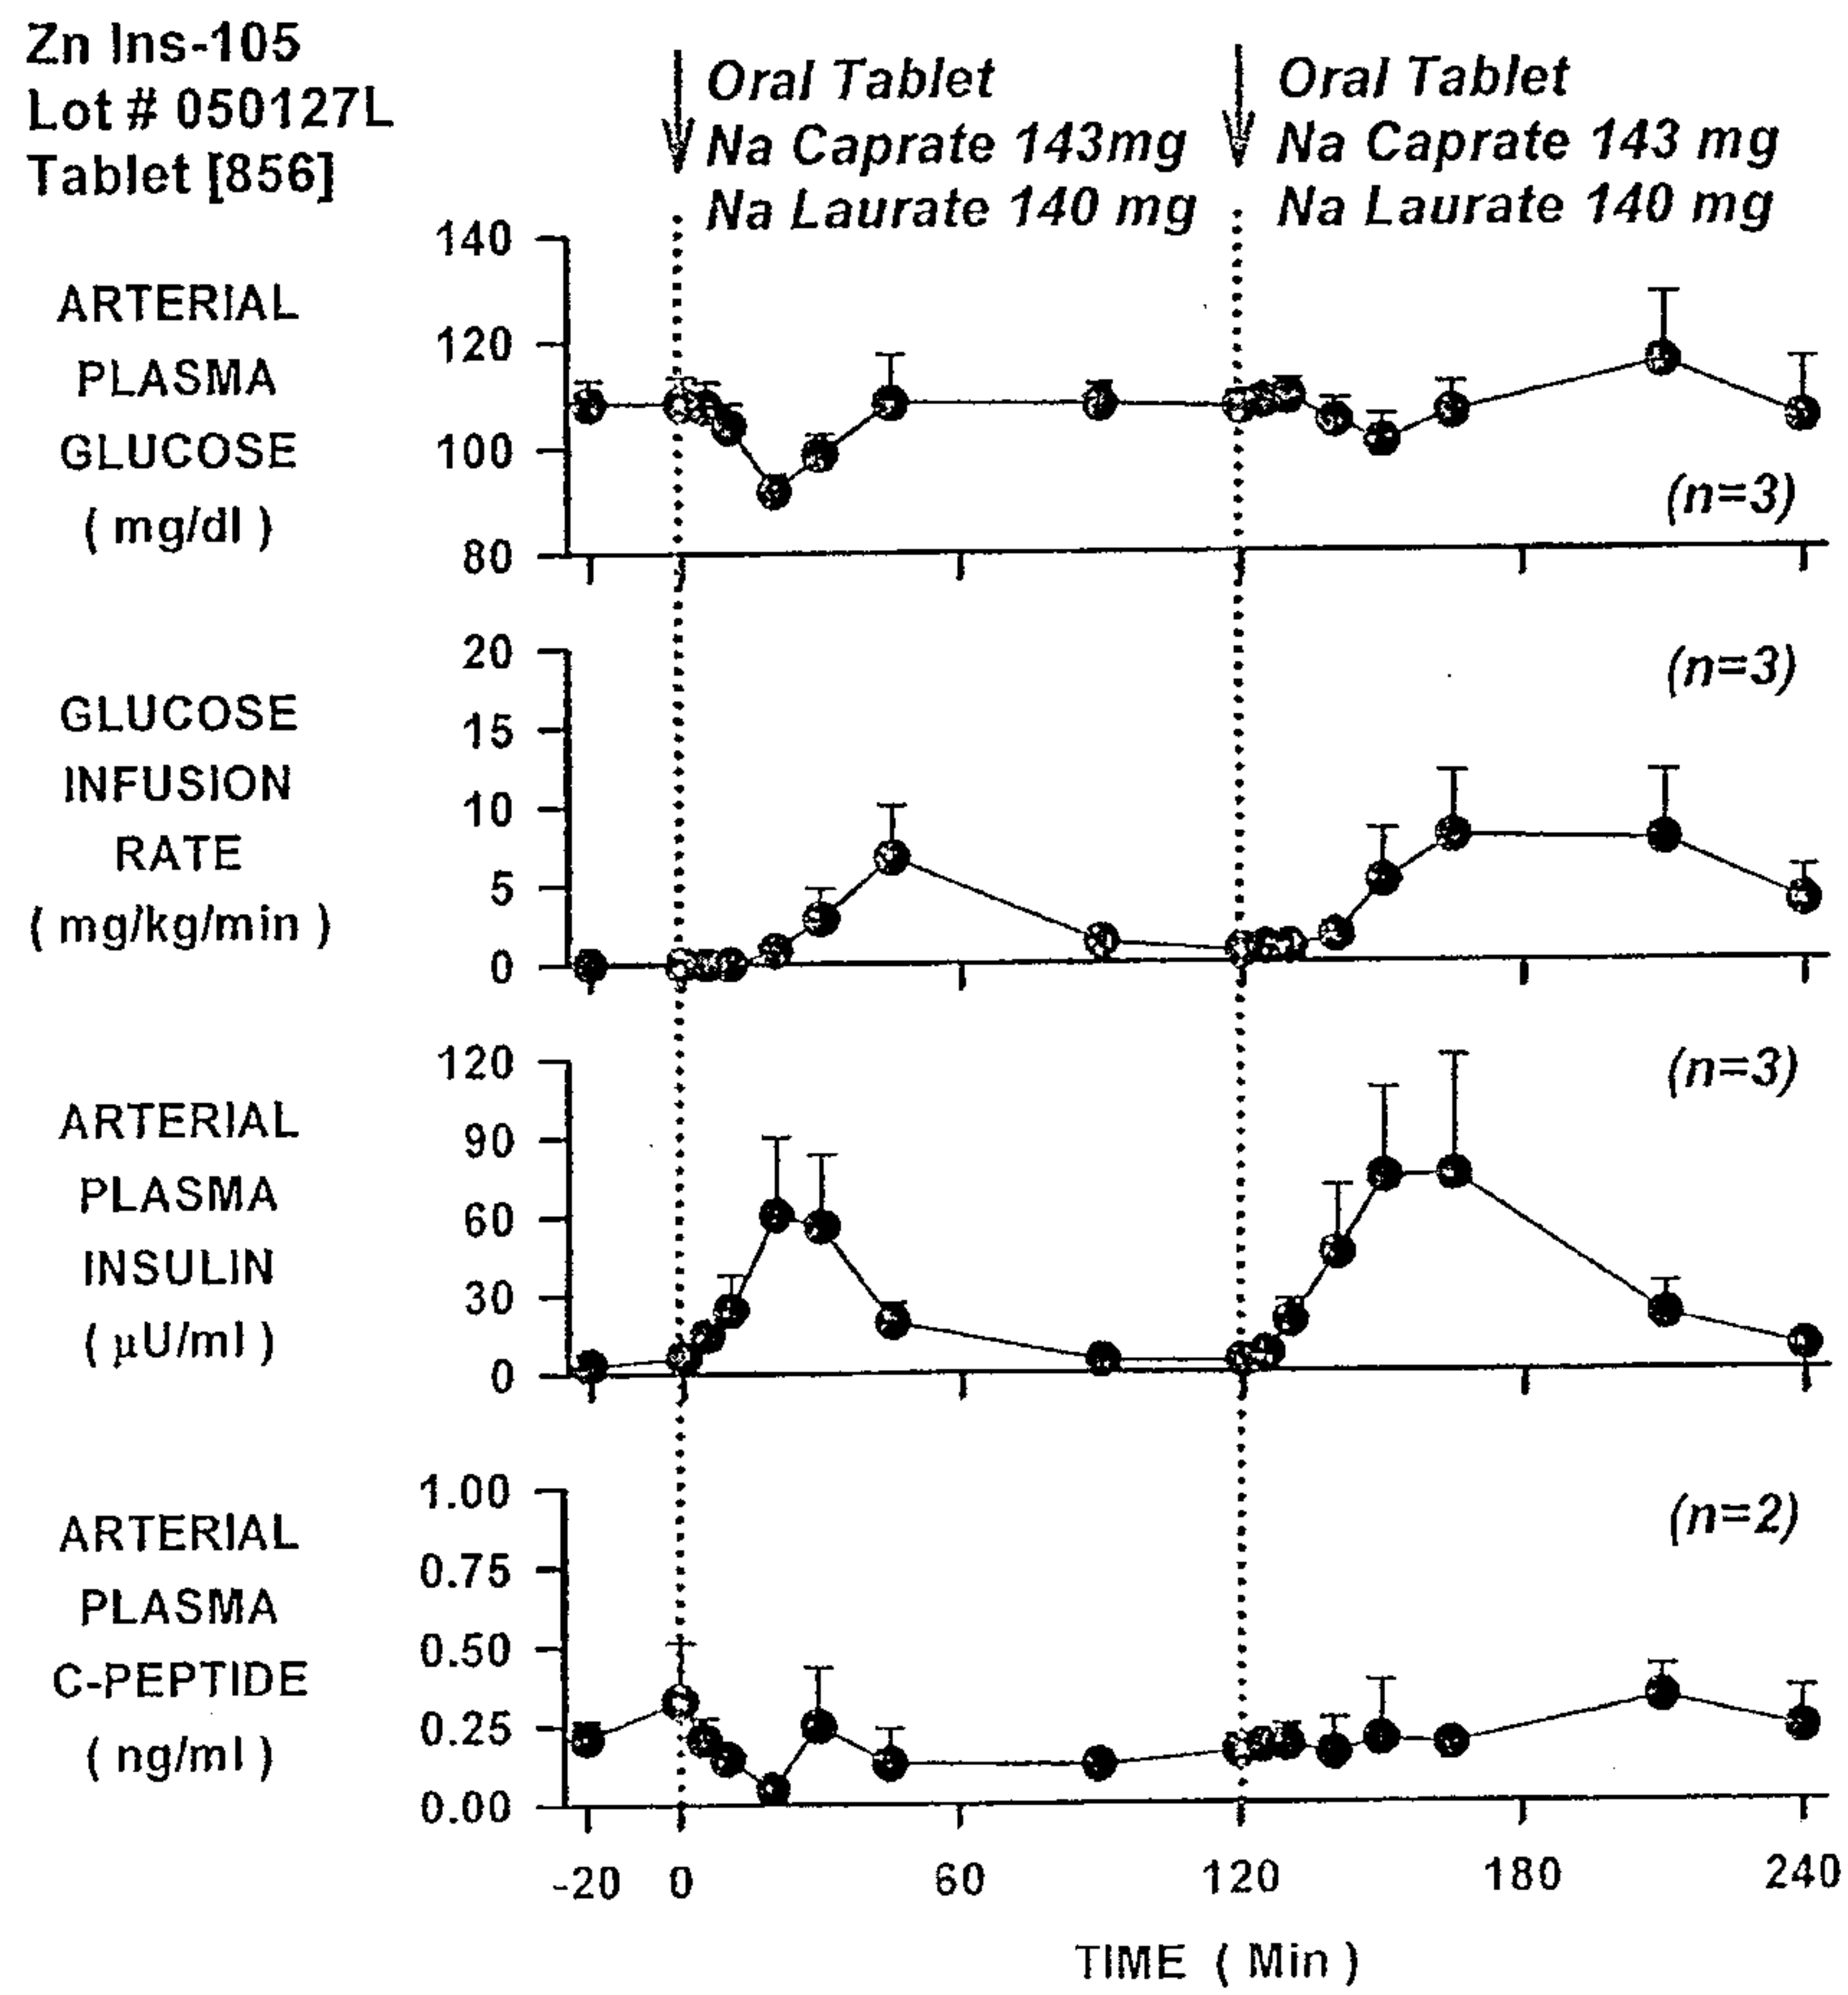 Zn Ins-105
Lot # 050127L
Tablet [856]
Oral Tablet
Na Caprate 143mg
Na Laurate 140 mg
Oral Tablet
Na Caprate 143 mg
Na Laurate 140 mg
ARTERIAL
PLASMA
GLUCOSE
( mg/dl )
140
120
100
80
(n=3)
GLUCOSE
INFUSION
RATE
( mg/kg/min )
20
15
10
5
0
(n=3)
ARTERIAL
PLASMA
INSULIN
( µU/ml )
120
90
60
30
0
(n=3)
ARTERIAL
PLASMA
C-PEPTIDE
( ng/ml )
1.00
0.75
0.50
0.25
0.00
(n=2)
-20 0 60 120 180 240
TIME ( Min )